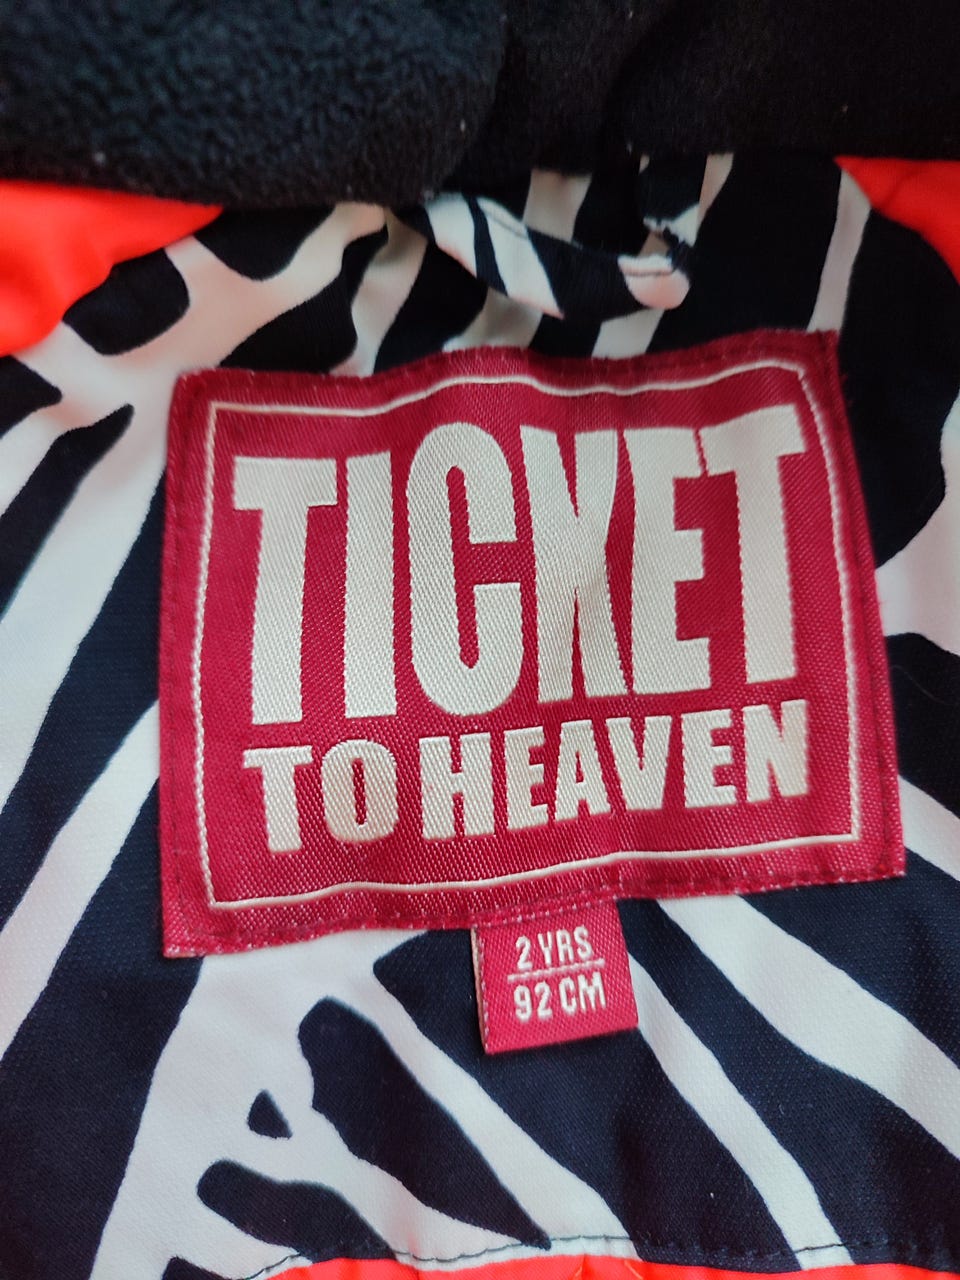 TICKET
TO HEAVEN
2 YRS
92 CM